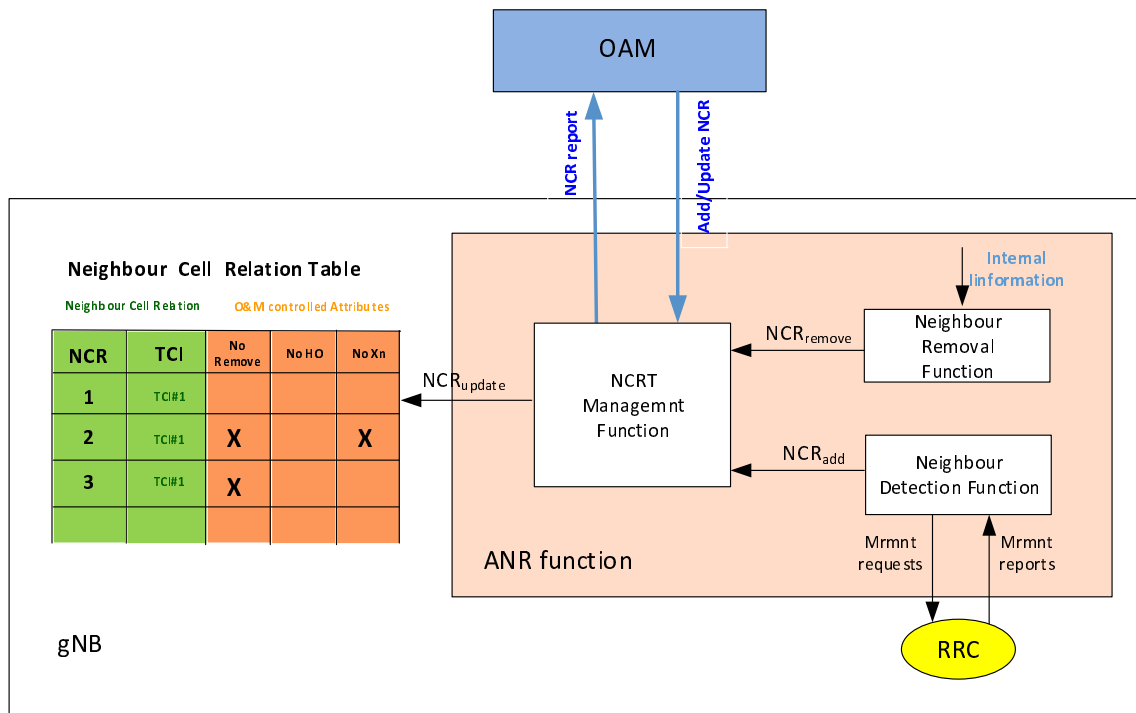 OAM
NCR report
Add/Update NCR
Neighbour Cell Relation Table
Neighbour Cell Relation
O&M controlled Attributes
NCR TCI No Remove No HO No Xn
1 TCI#1
2 TCI#1 X X
3 TCI#1 X
NCRupdate
NCRT
Managemnt
Function
NCRremove
NCRadd
Internal
Iinformation
Neighbour
Removal
Function
Neighbour
Detection Function
Mrmnt
requests
Mrmnt
reports
ANR function
RRC
gNB